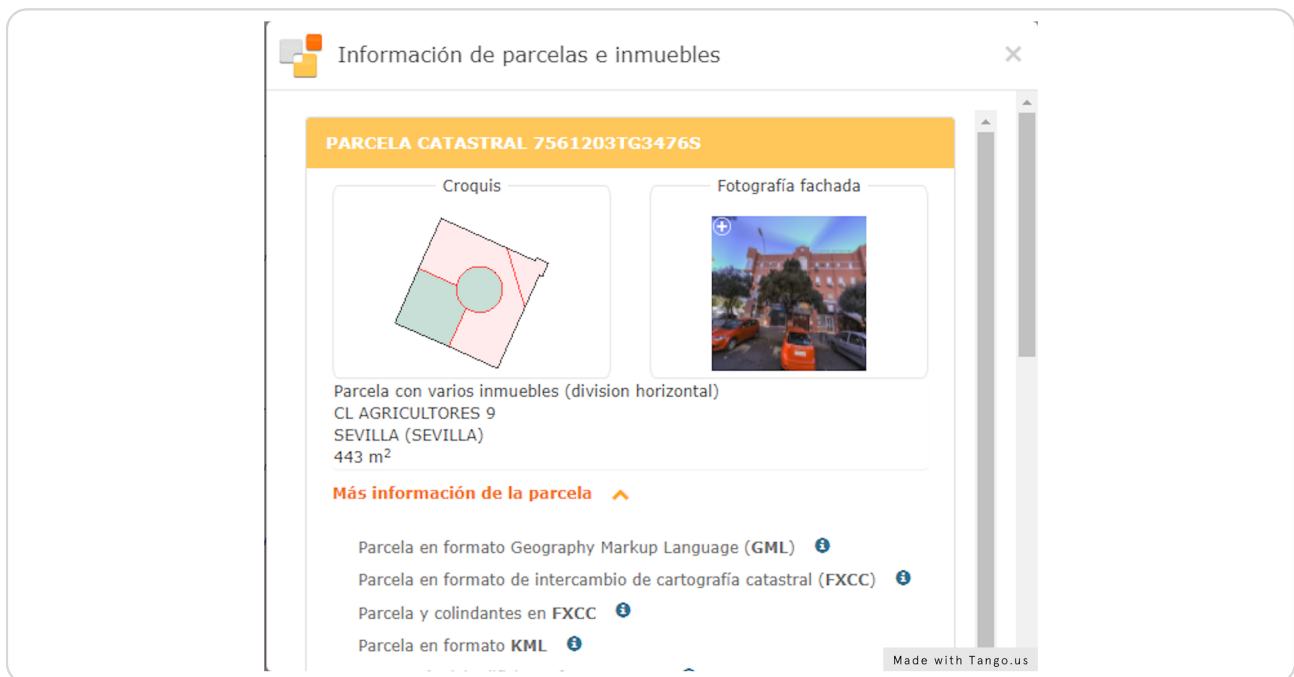 Información de parcelas e inmuebles
PARCELA CATASTRAL 7561203TG3476S
Croquis
Fotografía fachada
Parcela con varios inmuebles (division horizontal)
CL AGRICULTORES 9
SEVILLA (SEVILLA)
443 m²
Más información de la parcela
Parcela en formato Geography Markup Language (GML)
Parcela en formato de intercambio de cartografía catastral (FXCC)
Parcela y colindantes en FXCC
Parcela en formato KML
Made with Tango.us